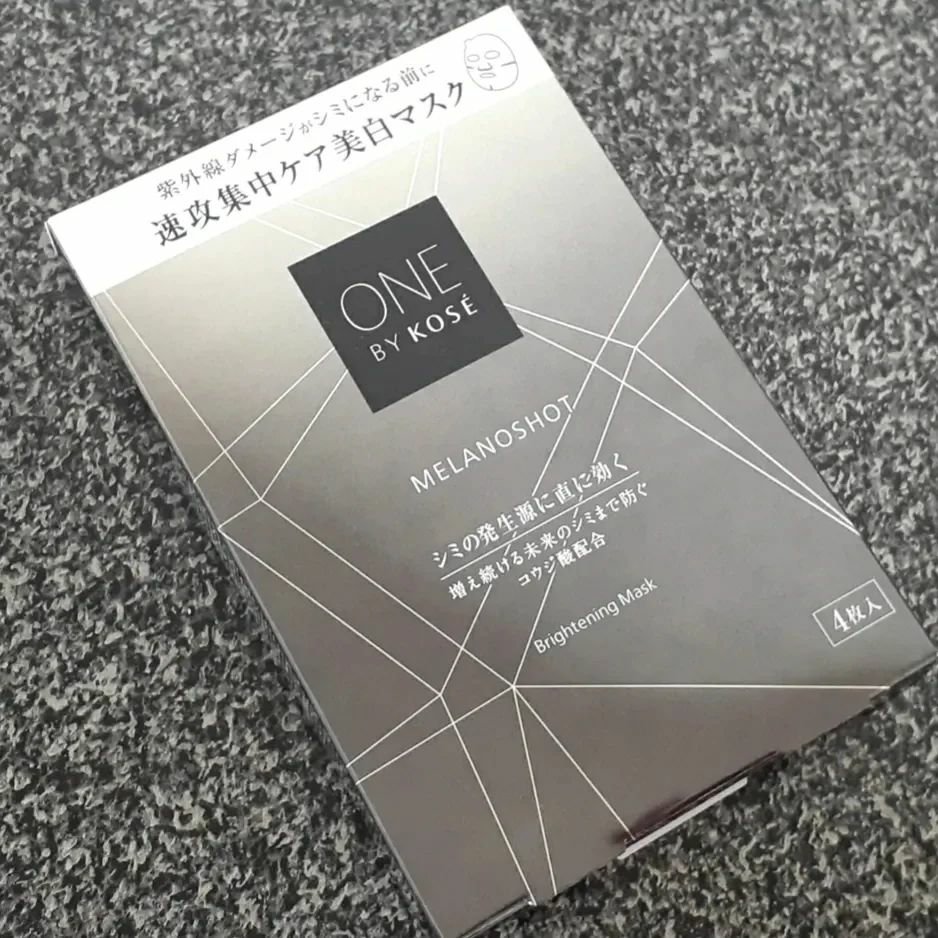 紫外線ダメージがシミになる前に
速攻集中ケア美白マスク
ONE
BY KOSÉ
MELANOSHOT
シミの発生源に直に効く
増え続ける未来のシミまで防ぐ
コウジ酸配合
Brightening Mask
4枚入